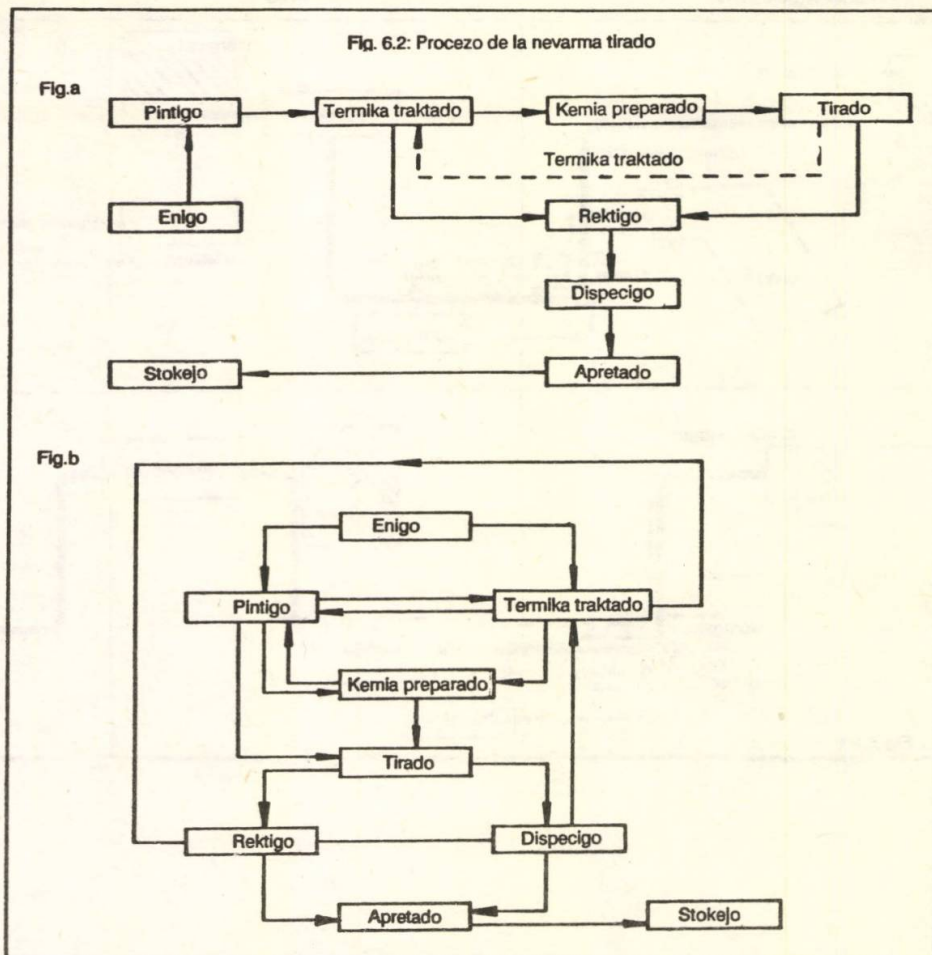 Fig. 6.2: Procezo de la nevarma tirado
Fig.a
Pintigo
Termika traktado
Kemia preparado
Tirado
Termika traktado
Enigo
Rektigo
Dispecigo
Stokejo
Apretado
Fig.b
Enigo
Pintigo
Termika traktado
Kemia preparado
Tirado
Rektigo
Dispecigo
Apretado
Stokejo